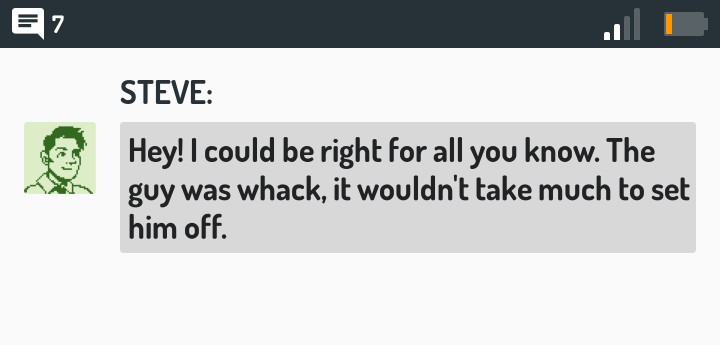 7
STEVE:
Hey! I could be right for all you know. The
guy was whack, it wouldn't take much to set
him off.